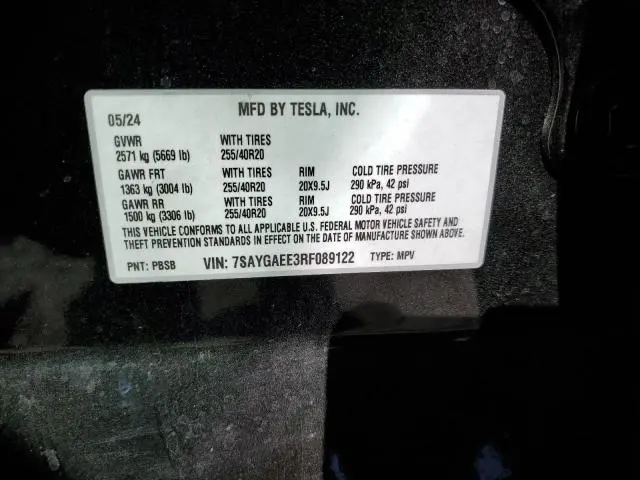 05/24 MFD BY TESLA, INC.
GVWR WITH TIRES
2571 kg (5669 lb) 255/40R20
GAWR FRT WITH TIRES RIM COLD TIRE PRESSURE
1363 kg (3004 lb) 255/40R20 20X9.5J 290 kPa, 42 psi
GAWR RR WITH TIRES RIM COLD TIRE PRESSURE
1500 kg (3306 lb) 255/40R20 20X9.5J 290 kPa, 42 psi
THIS VEHICLE CONFORMS TO ALL APPLICABLE U.S. FEDERAL MOTOR VEHICLE SAFETY AND
THEFT PREVENTION STANDARDS IN EFFECT ON THE DATE OF MANUFACTURE SHOWN ABOVE.
PNT: PBSB VIN: 7SAYGAEE3RF089122 TYPE: MPV